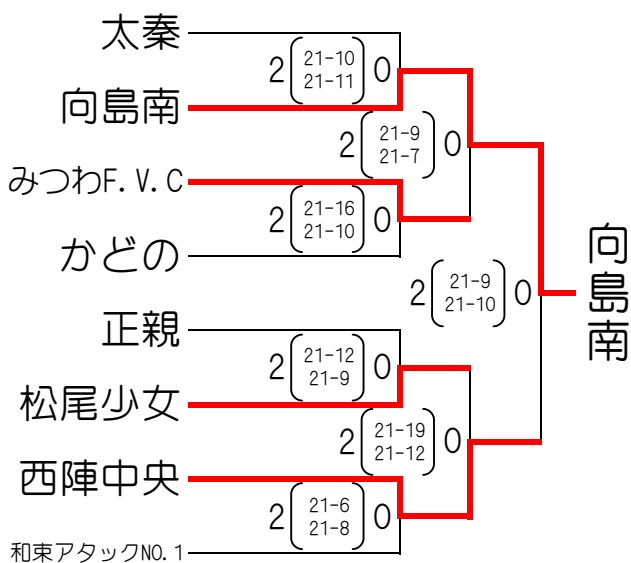 太秦
2 21-10 0
21-11
向島南
2 21-9 0
21-7
みつわF.V.C
2 21-16 0
21-10
かどの
2 21-9 0
21-10
向島南
正親
2 21-12 0
21-9
松尾少女
2 21-19 0
21-12
西陣中央
2 21-6 0
21-8
和束アタックNO.1